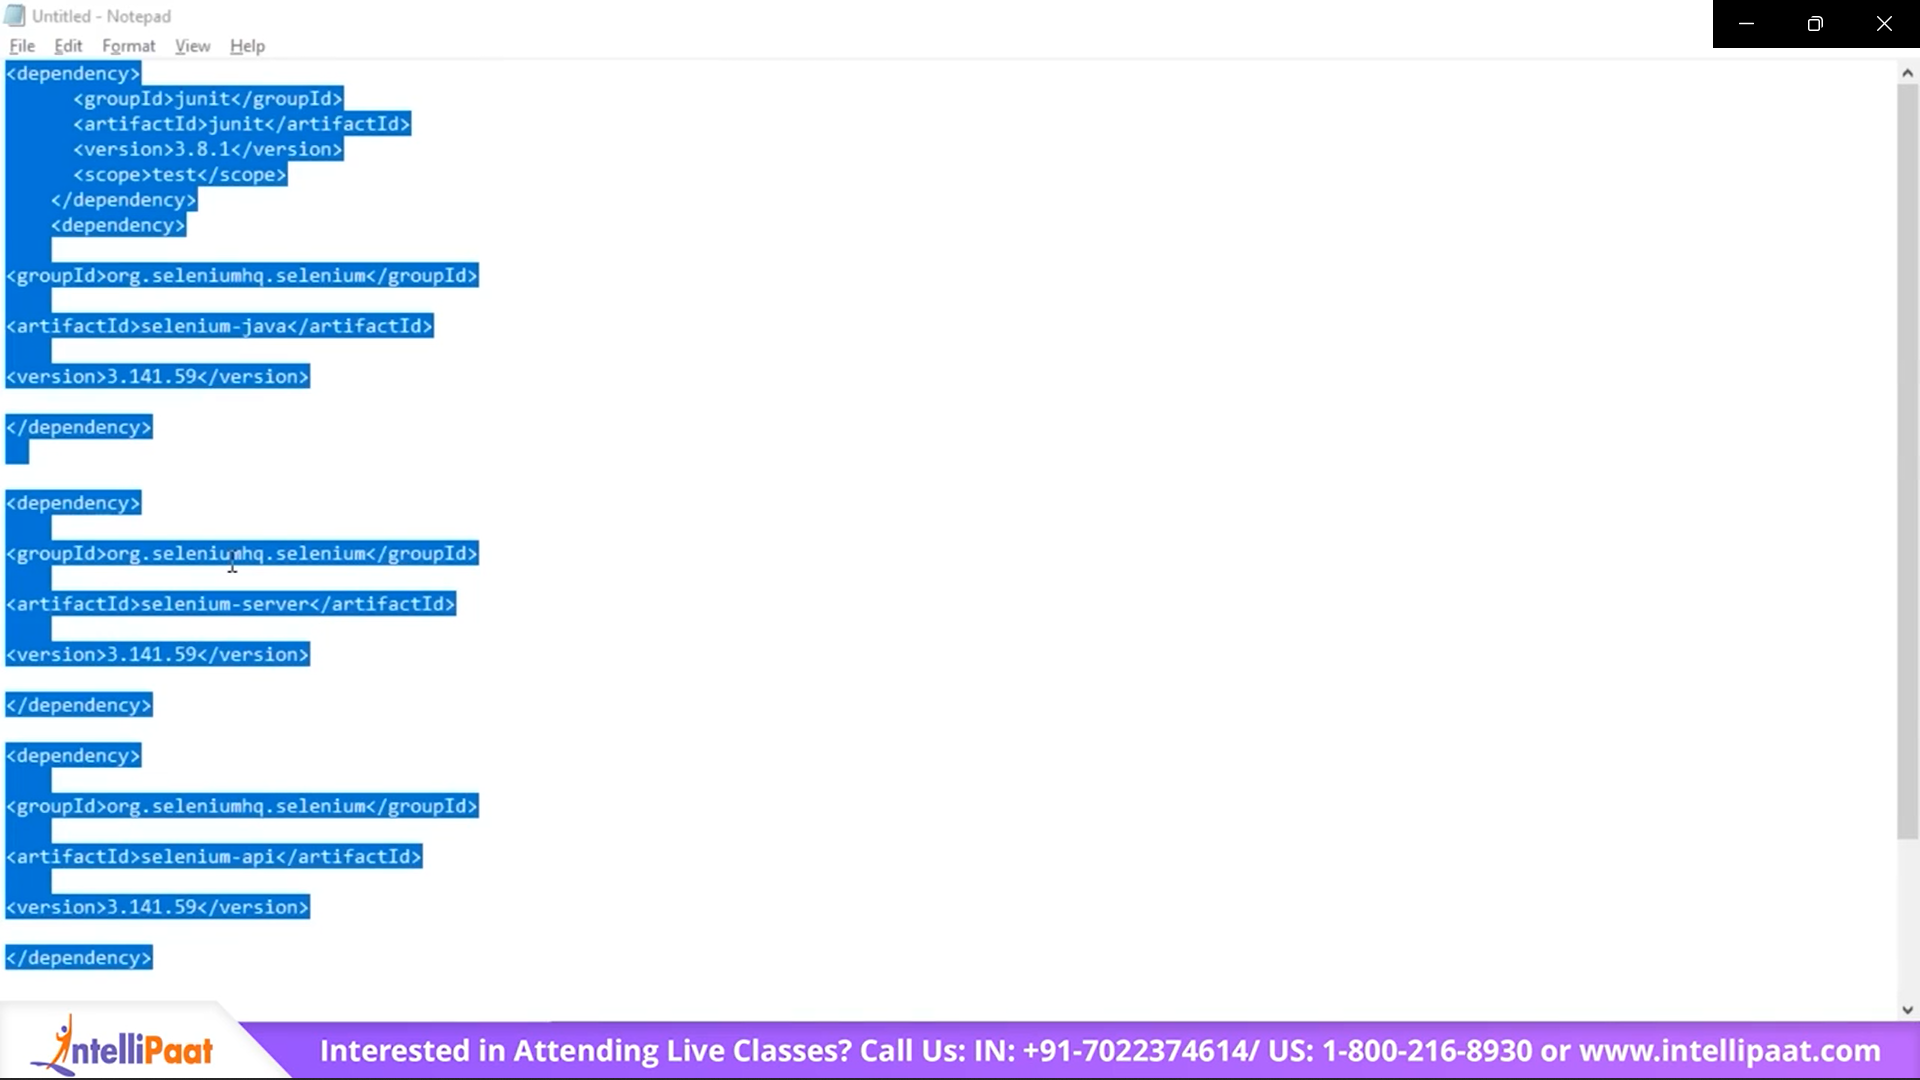 Untitled - Notepad
File Edit Format View Help
<dependency>
<groupId>junit</groupId>
<artifactId>junit</artifactId>
<version>3.8.1</version>
<scope>test</scope>
</dependency>
<dependency>
<groupId>org.seleniumhq.selenium</groupId>
<artifactId>selenium-java</artifactId>
<version>3.141.59</version>
</dependency>
<dependency>
<groupId>org.seleniumhq.selenium</groupId>
<artifactId>selenium-server</artifactId>
<version>3.141.59</version>
</dependency>
<dependency>
<groupId>org.seleniumhq.selenium</groupId>
<artifactId>selenium-api</artifactId>
<version>3.141.59</version>
</dependency>
IntelliPaat
Interested in Attending Live Classes? Call Us: IN: +91-7022374614/ US: 1-800-216-8930 or www.intellipaat.com